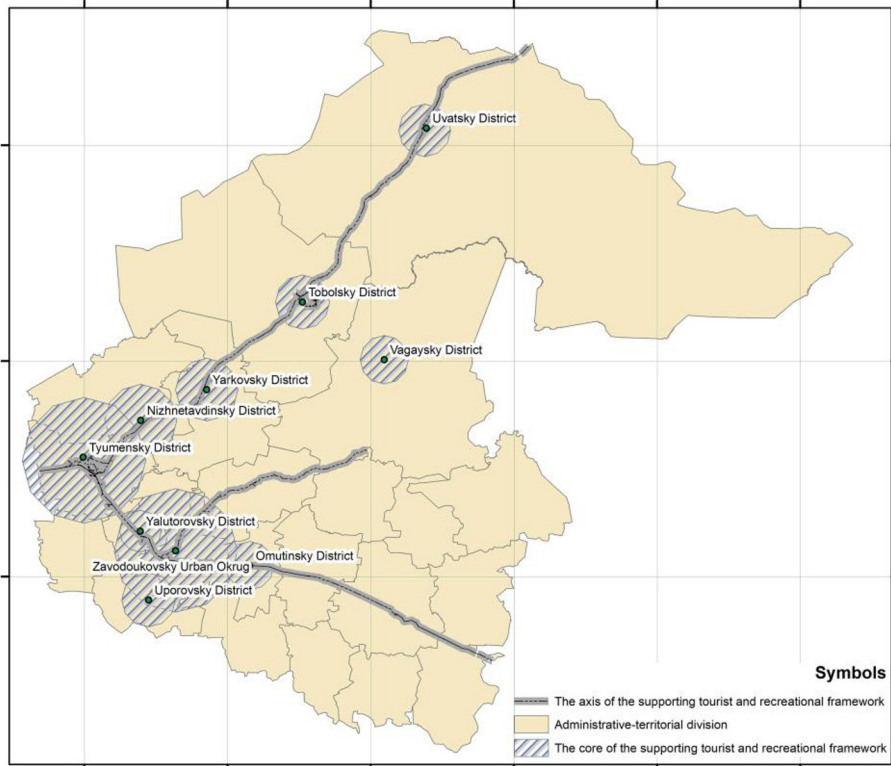 Uvatsky District
Tobolsky District
Vagaysky District
Yarkovsky District
Nizhnetavdinsky District
Tyumensky District
Yalutorovsky District
Omutinsky District
Zavodoukovsky Urban Okrug
Uporovsky District
Symbols
The axis of the supporting tourist and recreational framework
Administrative-territorial division
The core of the supporting tourist and recreational framework